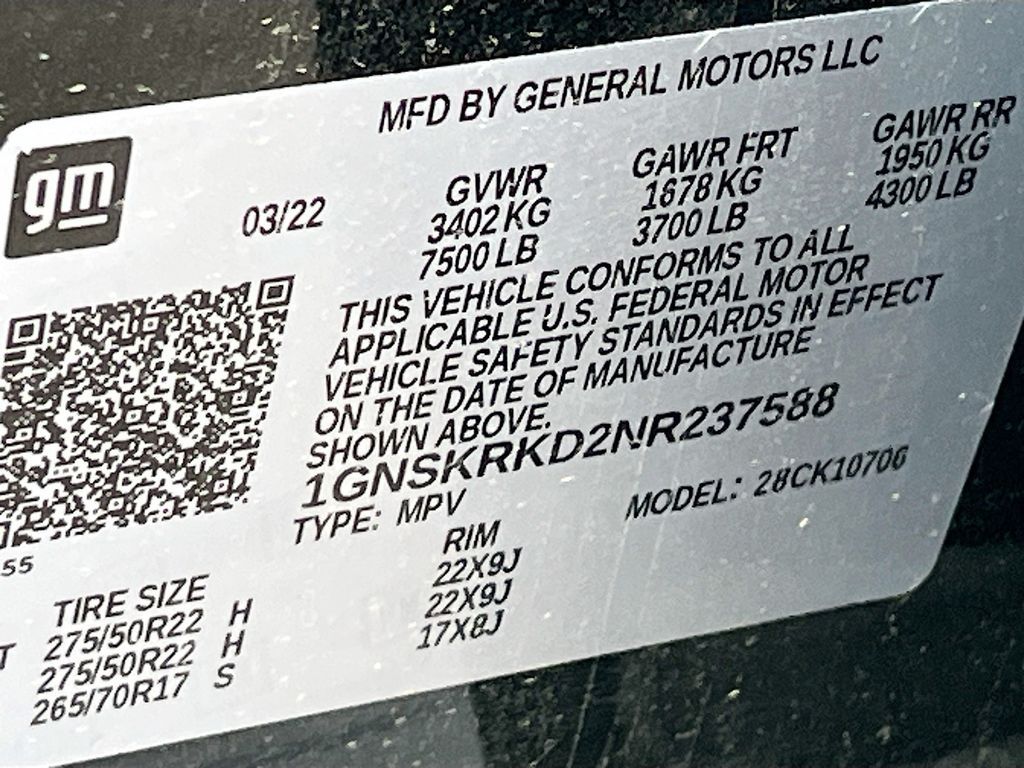 MFD BY GENERAL MOTORS LLC
gm
03/22
GVWR
3402 KG
7500 LB
GAWR FRT
1678 KG
3700 LB
GAWR RR
1950 KG
4300 LB
THIS VEHICLE CONFORMS TO ALL
APPLICABLE U.S. FEDERAL MOTOR
VEHICLE SAFETY STANDARDS IN EFFECT
ON THE DATE OF MANUFACTURE
SHOWN ABOVE.
1GNSKRKD2NR237588
TYPE: MPV
MODEL: 28CK10706
55
TIRE SIZE
RIM
T 275/50R22 H 22X9J
275/50R22 H 22X9J
265/70R17 S 17X8J